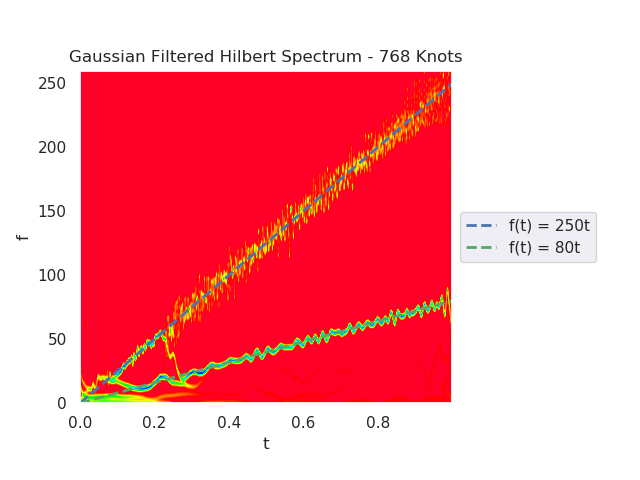 Gaussian Filtered Hilbert Spectrum - 768 Knots
250
200
150
100
50
0
f
0.0 0.2 0.4 0.6 0.8
t
f(t) = 250t
f(t) = 80t